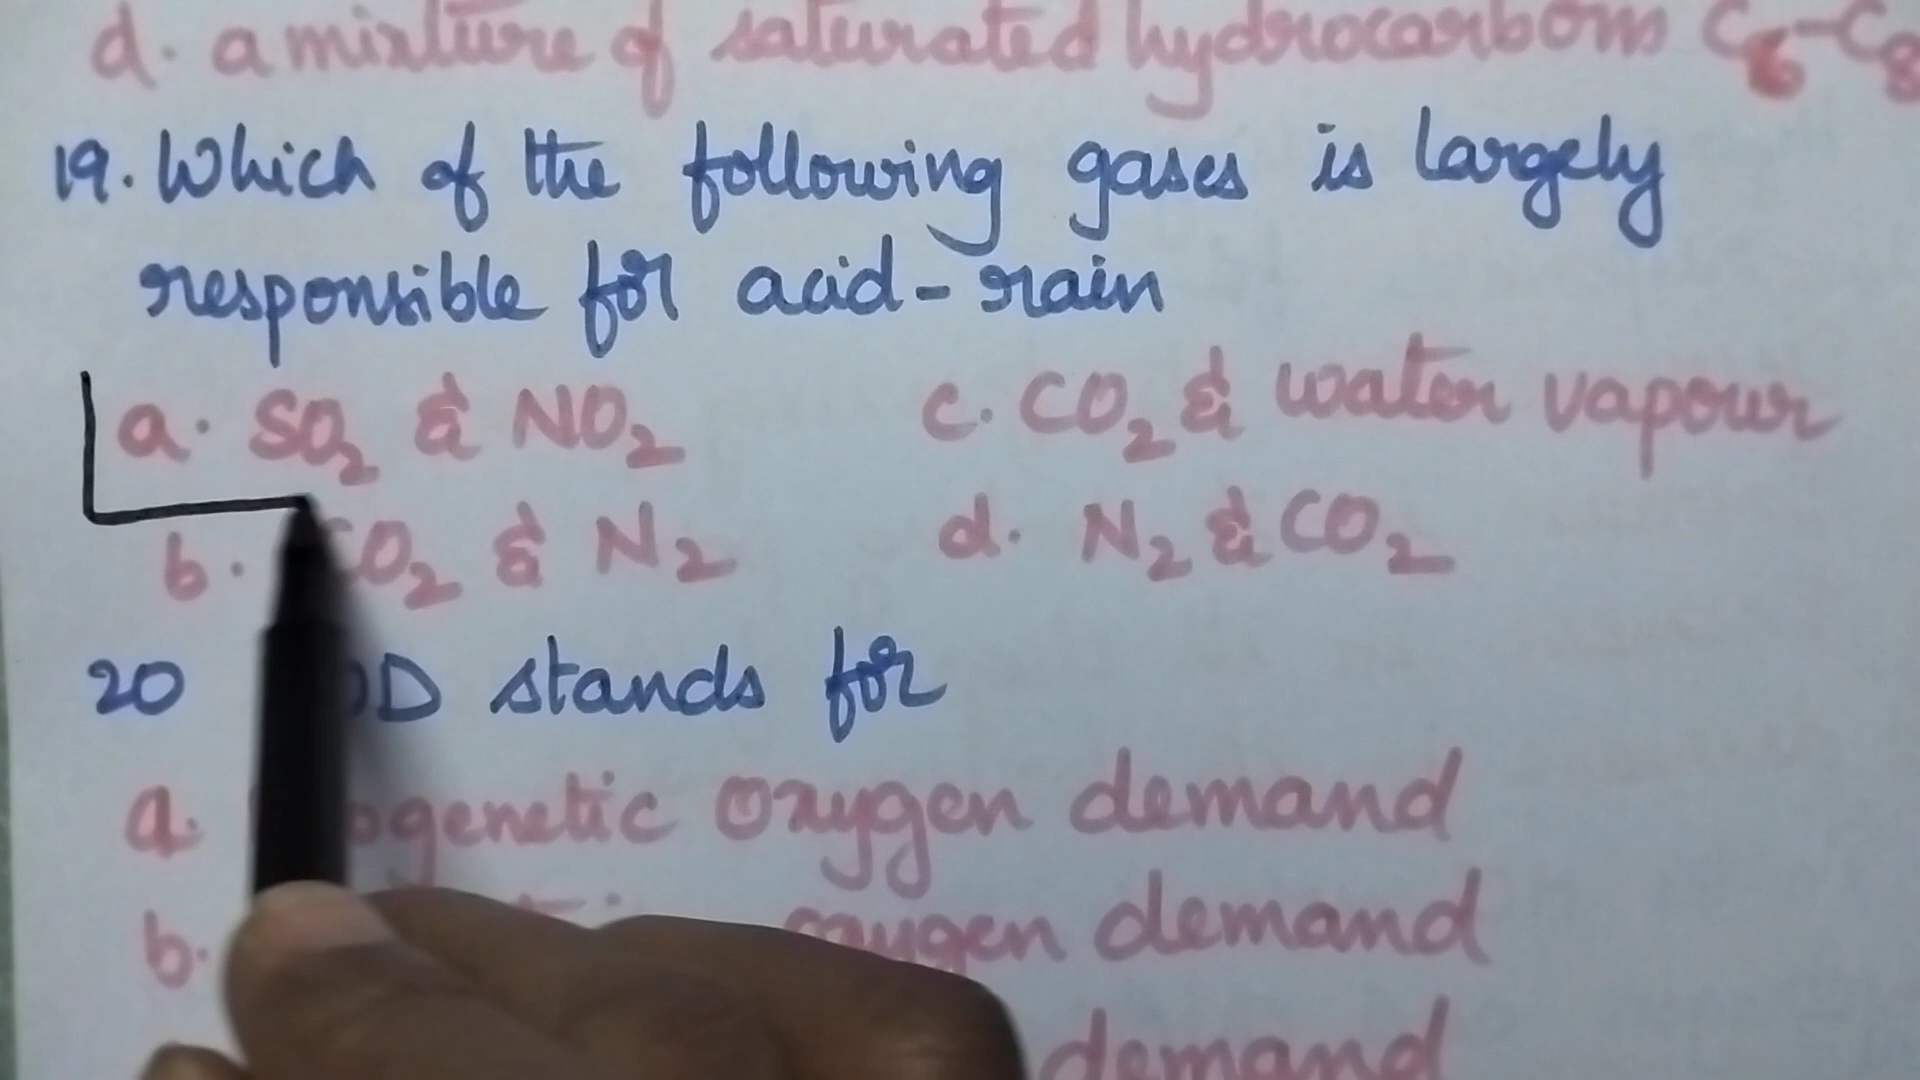 d. a mixture of saturated hydrocarbons C6-C8
19. Which of the following gases is largely
responsible for acid-rain
a. SO2 & NO2
c. CO2 & water vapour
b. CO2 & N2
d. N2 & CO2
20 OD stands for
a. ogenetic oxygen demand
b. oxygen demand
demand